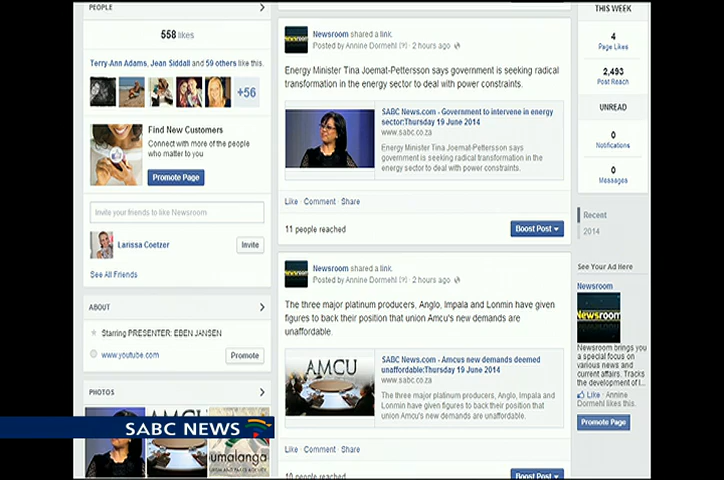 PEOPLE
558 likes
Terry-Ann Adams, Jean Siddall and 59 others like this.
+56
Find New Customers
Connect with more of the people
who matter to you
Promote Page
Invite your friends to like Newsroom
Larissa Coetzer
Invite
See All Friends
ABOUT
Starring PRESENTER: EBEN JANSEN
www.youtube.com
Promote
PHOTOS
AMCU
umalanga
SABC NEWS
Newsroom shared a link.
Posted by Annine Dormehl [?] · 2 hours ago
Energy Minister Tina Joemat-Pettersson says government is seeking radical
transformation in the energy sector to deal with power constraints.
SABC News.com - Government to intervene in energy
sector:Thursday 19 June 2014
www.sabc.co.za
Energy Minister Tina Joemat-Pettersson says
government is seeking radical transformation in the
energy sector to deal with power constraints.
Like · Comment · Share
11 people reached
Boost Post
Newsroom shared a link.
Posted by Annine Dormehl [?] · 2 hours ago
The three major platinum producers, Anglo, Impala and Lonmin have given
figures to back their position that union Amcu's new demands are
unaffordable.
AMCU
SABC News.com - Amcus new demands deemed
unaffordable:Thursday 19 June 2014
www.sabc.co.za
The three major platinum producers, Anglo, Impala and
Lonmin have given figures to back their position that
union Amcu's new demands are unaffordable.
Like · Comment · Share
10 people reached
Boost Post
THIS WEEK
4
Page Likes
2,493
Post Reach
UNREAD
0
Notifications
0
Messages
Recent
2014
See Your Ad Here
Newsroom
Newsroom
Newsroom brings you
a special focus on
various news and
current affairs. Tracks
the development of l...
Like · Annine
Dormehl likes this.
Promote Page